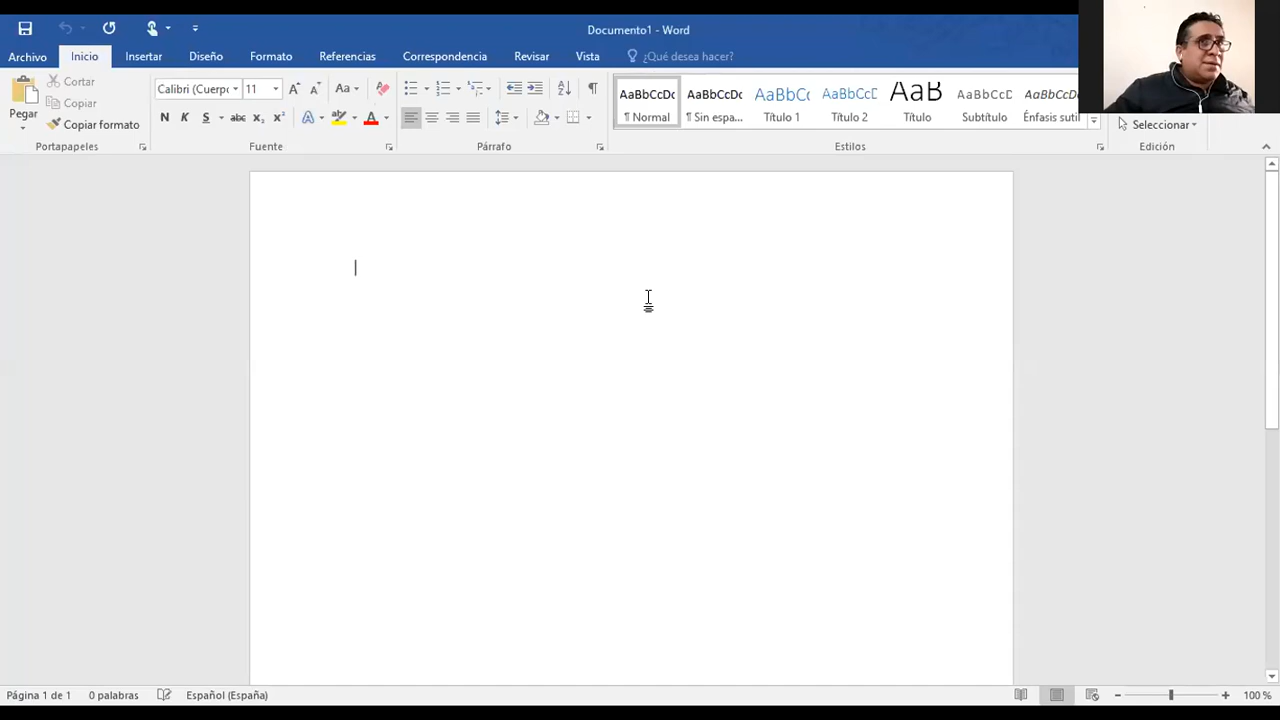 Documento1 - Word
Archivo Inicio Insertar Diseño Formato Referencias Correspondencia Revisar Vista ¿Qué desea hacer?
Pegar
Cortar
Copiar
Copiar formato
Calibri (Cuerpo 11 Aa
N K S abc x₂ x² A A
AaBbCcDc AaBbCcDc AaBbCc AaBbCcC AaB AaBbCcD AaBbCcDc
¶ Normal ¶ Sin espa... Título 1 Título 2 Título Subtítulo Énfasis sutil
Seleccionar
Portapapeles Fuente Párrafo Estilos Edición
Página 1 de 1 0 palabras Español (España) 100 %